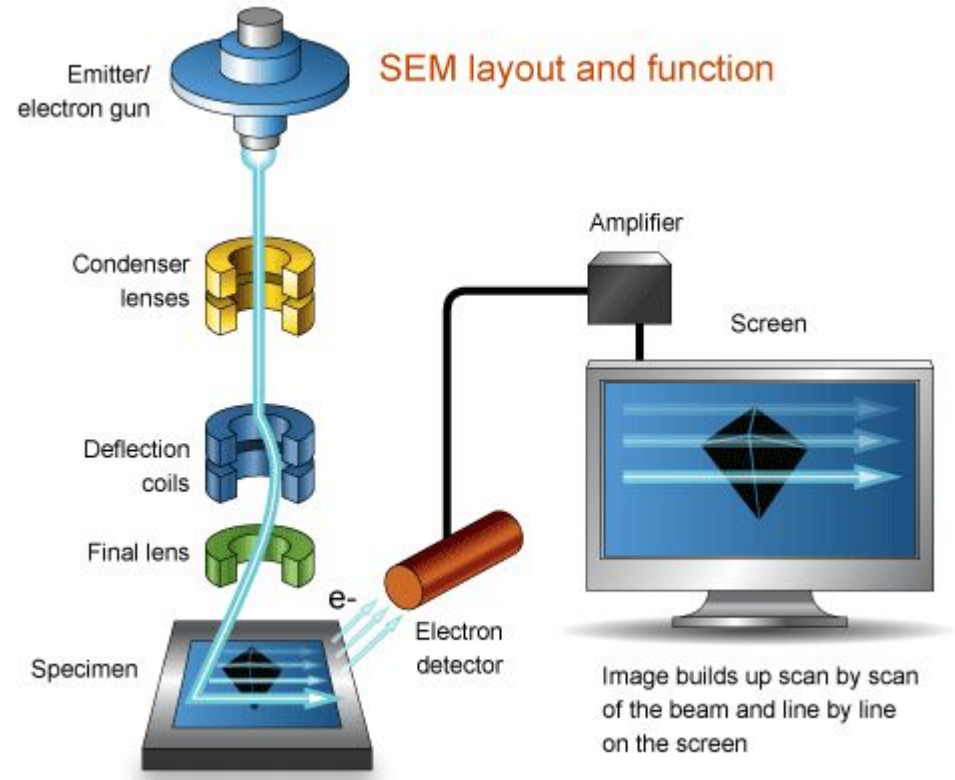 SEM layout and function
Emitter/
electron gun
Condenser
lenses
Deflection
coils
Final lens
Specimen
e-
Electron
detector
Amplifier
Screen
Image builds up scan by scan
of the beam and line by line
on the screen